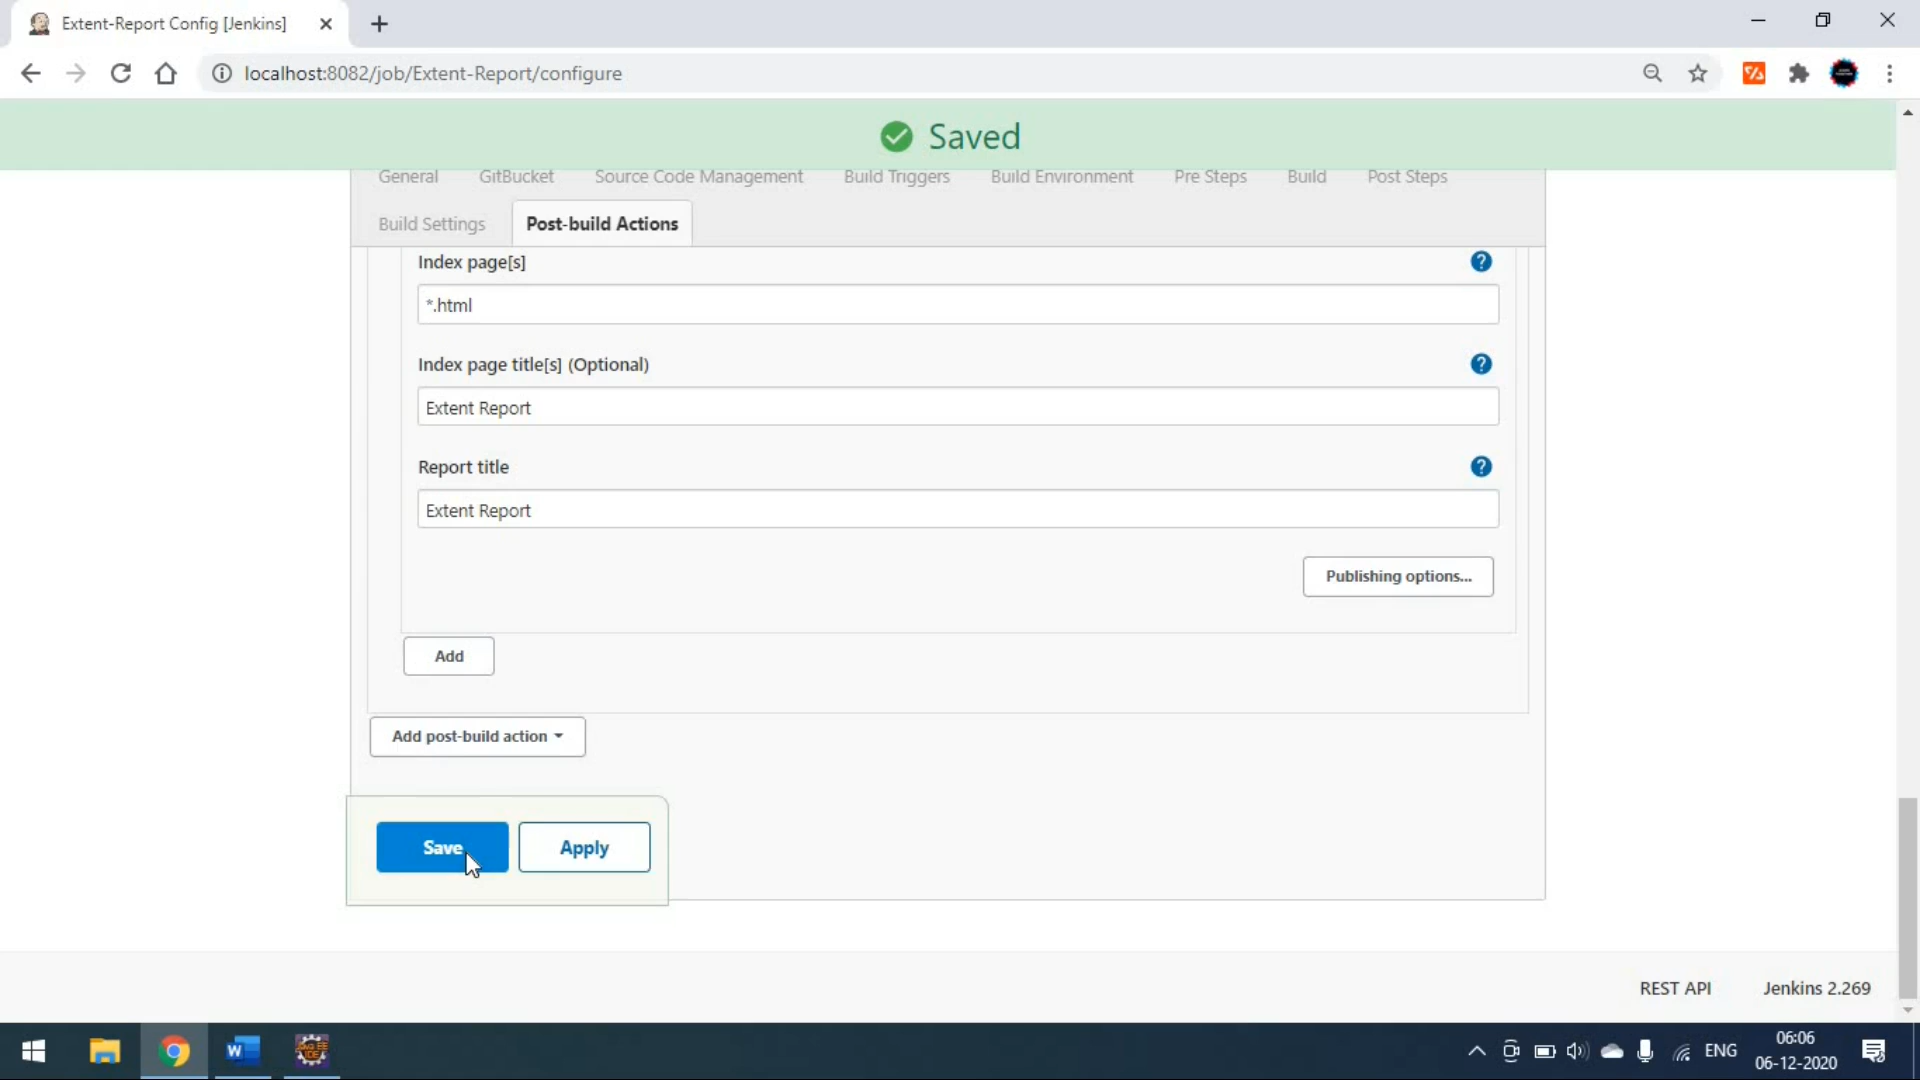 Extent-Report Config [Jenkins]
localhost:8082/job/Extent-Report/configure
Saved
General GitBucket Source Code Management Build Triggers Build Environment Pre Steps Build Post Steps
Build Settings Post-build Actions
Index page[s]
*.html
Index page title[s] (Optional)
Extent Report
Report title
Extent Report
Publishing options...
Add
Add post-build action
Save Apply
REST API Jenkins 2.269
ENG 06:06
06-12-2020